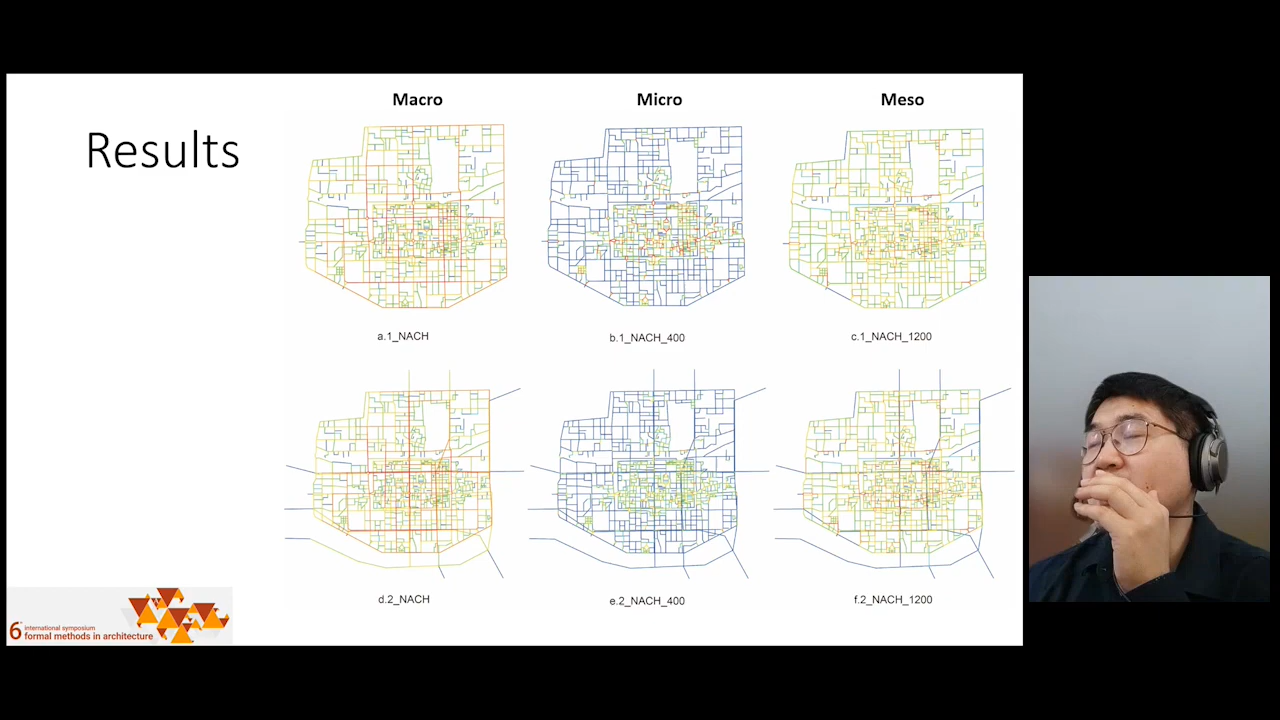 Results
Macro
Micro
Meso
a.1_NACH
b.1_NACH_400
c.1_NACH_1200
d.2_NACH
e.2_NACH_400
f.2_NACH_1200
6th international symposium
formal methods in architecture